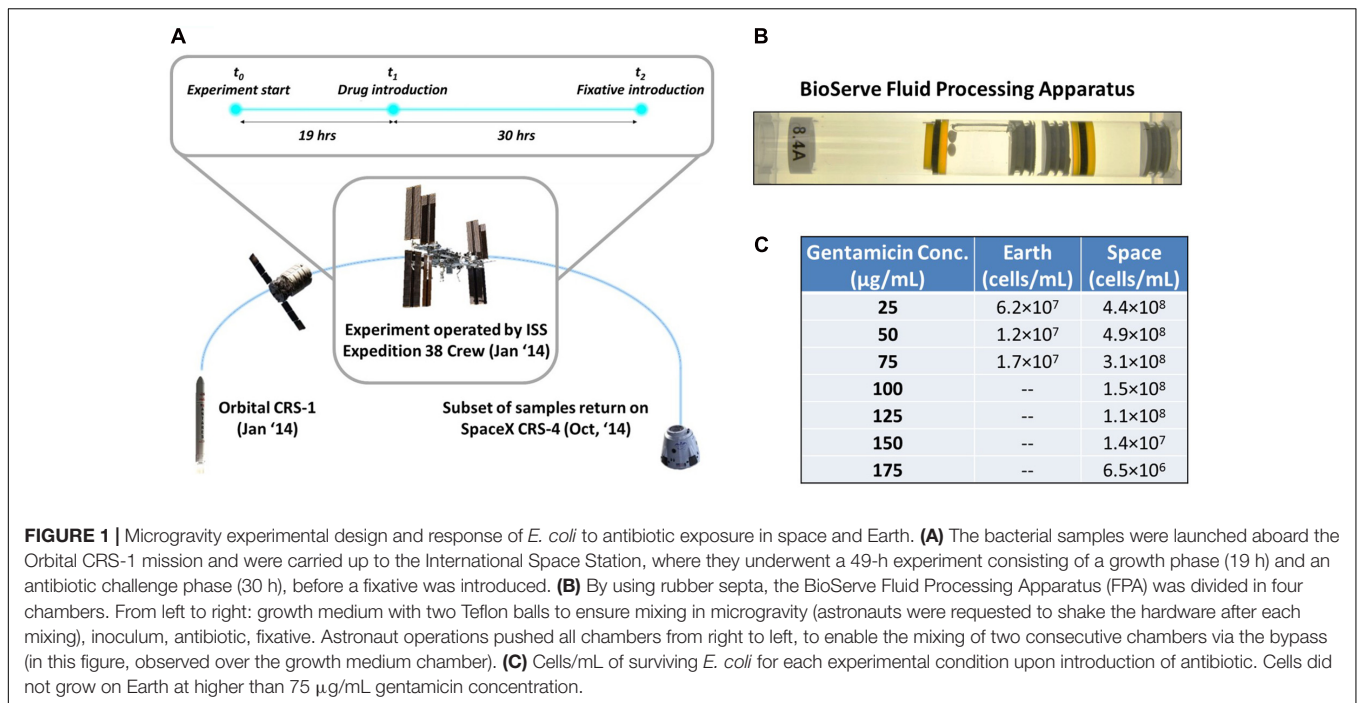 A
t0
Experiment start
t1
Drug introduction
t2
Fixative introduction
19 hrs
30 hrs
Experiment operated by ISS
Expedition 38 Crew (Jan ‘14)
Orbital CRS-1
(Jan ‘14)
Subset of samples return on
SpaceX CRS-4 (Oct, ‘14)
B
BioServe Fluid Processing Apparatus
8.4A
C
Gentamicin Conc. (µg/mL) Earth (cells/mL) Space (cells/mL)
25 6.2×10⁷ 4.4×10⁸
50 1.2×10⁷ 4.9×10⁸
75 1.7×10⁷ 3.1×10⁸
100 -- 1.5×10⁸
125 -- 1.1×10⁸
150 -- 1.4×10⁷
175 -- 6.5×10⁶
FIGURE 1 | Microgravity experimental design and response of E. coli to antibiotic exposure in space and Earth. (A) The bacterial samples were launched aboard the
Orbital CRS-1 mission and were carried up to the International Space Station, where they underwent a 49-h experiment consisting of a growth phase (19 h) and an
antibiotic challenge phase (30 h), before a fixative was introduced. (B) By using rubber septa, the BioServe Fluid Processing Apparatus (FPA) was divided in four
chambers. From left to right: growth medium with two Teflon balls to ensure mixing in microgravity (astronauts were requested to shake the hardware after each
mixing), inoculum, antibiotic, fixative. Astronaut operations pushed all chambers from right to left, to enable the mixing of two consecutive chambers via the bypass
(in this figure, observed over the growth medium chamber). (C) Cells/mL of surviving E. coli for each experimental condition upon introduction of antibiotic. Cells did
not grow on Earth at higher than 75 µg/mL gentamicin concentration.